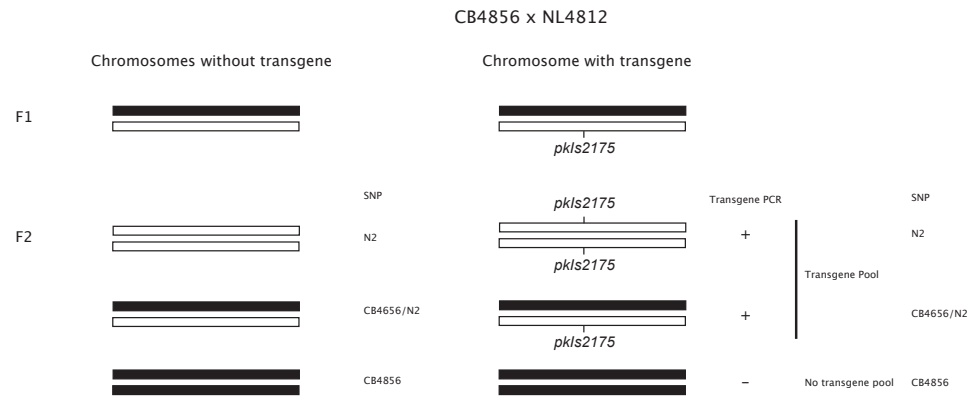 CB4856 x NL4812
Chromosomes without transgene
Chromosome with transgene
F1
pkIs2175
SNP
pkIs2175
Transgene PCR
SNP
F2
N2
+
N2
pkIs2175
Transgene Pool
CB4656/N2
+
CB4656/N2
pkIs2175
CB4856
–
No transgene pool
CB4856